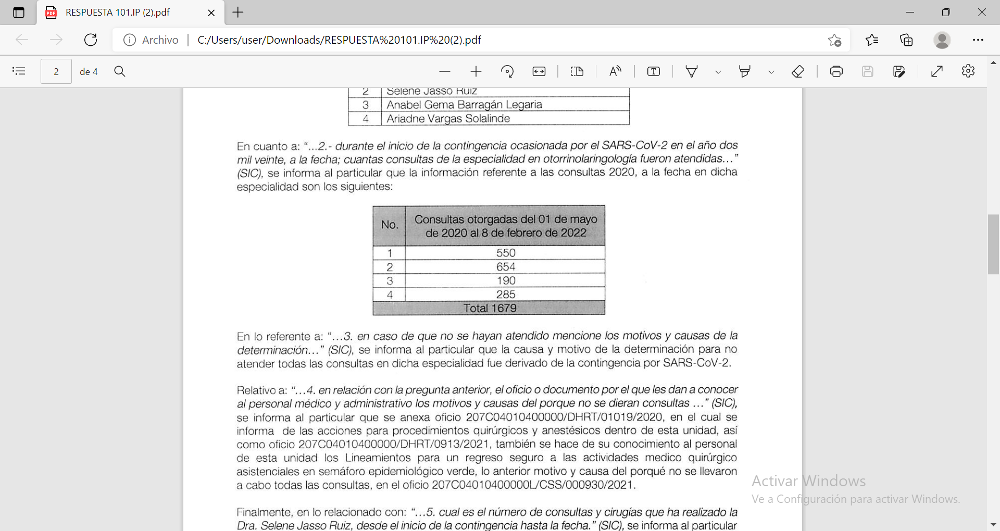 RESPUESTA 101.IP (2).pdf
Archivo
C:/Users/user/Downloads/RESPUESTA%20101.IP%20(2).pdf
2 de 4
2 Selene Jasso Ruiz
3 Anabel Gema Barragán Legaria
4 Ariadne Vargas Solalinde
En cuanto a: “...2.- durante el inicio de la contingencia ocasionada por el SARS-CoV-2 en el año dos
mil veinte, a la fecha; cuantas consultas de la especialidad en otorrinolaringología fueron atendidas...”
(SIC), se informa al particular que la información referente a las consultas 2020, a la fecha en dicha
especialidad son los siguientes:
No. Consultas otorgadas del 01 de mayo
de 2020 al 8 de febrero de 2022
1 550
2 654
3 190
4 285
Total 1679
En lo referente a: “...3. en caso de que no se hayan atendido mencione los motivos y causas de la
determinación...” (SIC), se informa al particular que la causa y motivo de la determinación para no
atender todas las consultas en dicha especialidad fue derivado de la contingencia por SARS-CoV-2.
Relativo a: “...4. en relación con la pregunta anterior, el oficio o documento por el que les dan a conocer
al personal médico y administrativo los motivos y causas del porque no se dieran consultas ...” (SIC),
se informa al particular que se anexa oficio 207C04010400000/DHRT/01019/2020, en el cual se
informa de las acciones para procedimientos quirúrgicos y anestésicos dentro de esta unidad, así
como oficio 207C04010400000/DHRT/0913/2021, también se hace de su conocimiento al personal
de esta unidad los Lineamientos para un regreso seguro a las actividades medico quirúrgico
asistenciales en semáforo epidemiológico verde, lo anterior motivo y causa del porqué no se llevaron
a cabo todas las consultas, en el oficio 207C04010400000L/CSS/000930/2021.
Finalmente, en lo relacionado con: “...5. cual es el número de consultas y cirugías que ha realizado la
Dra. Selene Jasso Ruiz, desde el inicio de la contingencia hasta la fecha.” (SIC), se informa al particular
Activar Windows
Ve a Configuración para activar Windows.